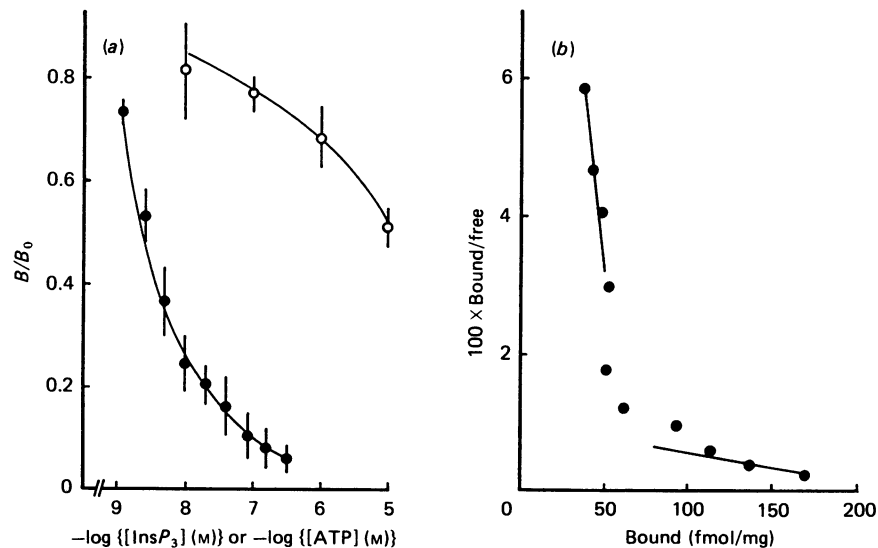 (a)
0.8
0.6
0.4
0.2
0
B/B₀
9 8 7 6 5
−log {[InsP₃] (M)} or −log {[ATP] (M)}
(b)
6
4
2
100 × Bound/free
0 50 100 150 200
Bound (fmol/mg)